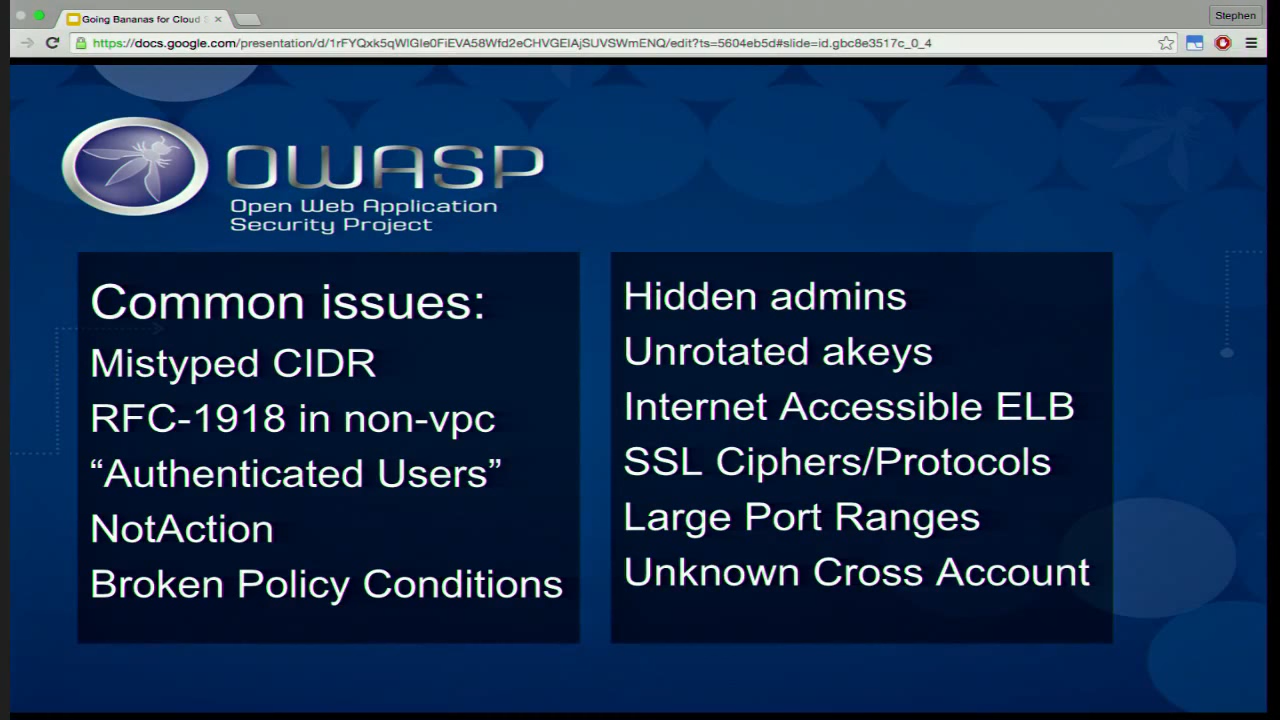 Going Bananas for Cloud
Stephen
https://docs.google.com/presentation/d/1rFYQxk5qWIGIe0FiEVA58Wfd2eCHVGEIAjSUVSWmENQ/edit?ts=5604eb5d#slide=id.gbc8e3517c_0_4
OWASP
Open Web Application
Security Project
Common issues:
Mistyped CIDR
RFC-1918 in non-vpc
“Authenticated Users”
NotAction
Broken Policy Conditions
Hidden admins
Unrotated akeys
Internet Accessible ELB
SSL Ciphers/Protocols
Large Port Ranges
Unknown Cross Account